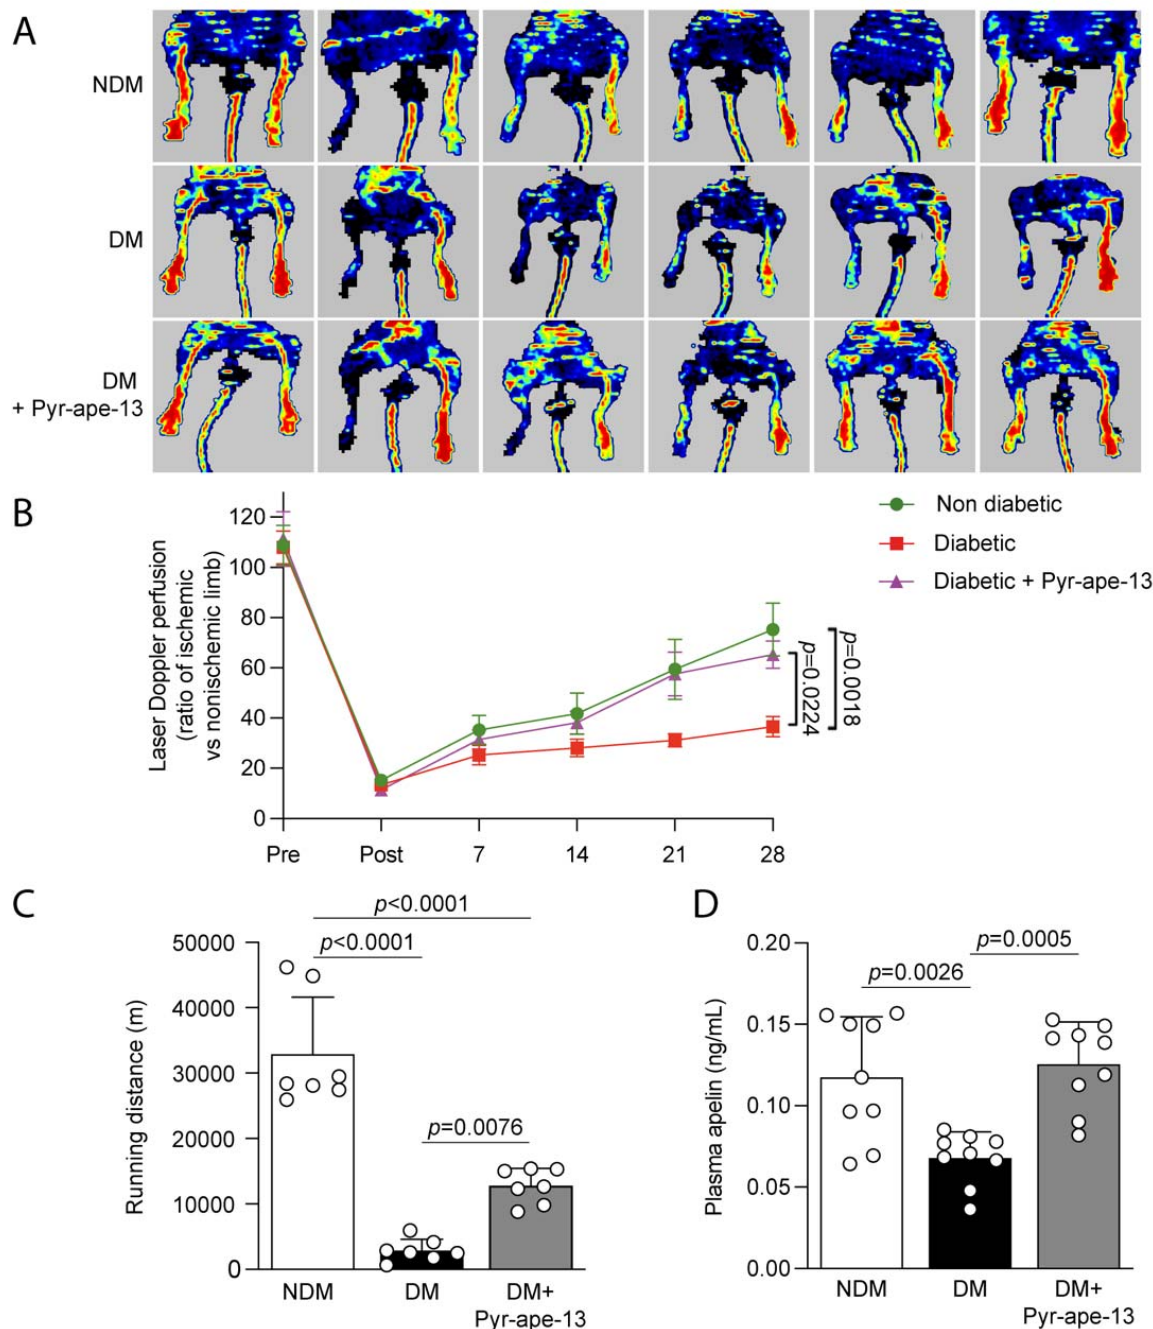 A
NDM
DM
DM
+ Pyr-ape-13
B
Laser Doppler perfusion
(ratio of ischemic
vs nonischemic limb)
120
100
80
60
40
20
0
Pre Post 7 14 21 28
Non diabetic
Diabetic
Diabetic + Pyr-ape-13
p=0.0224
p=0.0018
C
Running distance (m)
50000
40000
30000
20000
10000
0
p<0.0001
p<0.0001
p=0.0076
NDM DM DM+
Pyr-ape-13
D
Plasma apelin (ng/mL)
0.20
0.15
0.10
0.05
0.00
p=0.0005
p=0.0026
NDM DM DM+
Pyr-ape-13